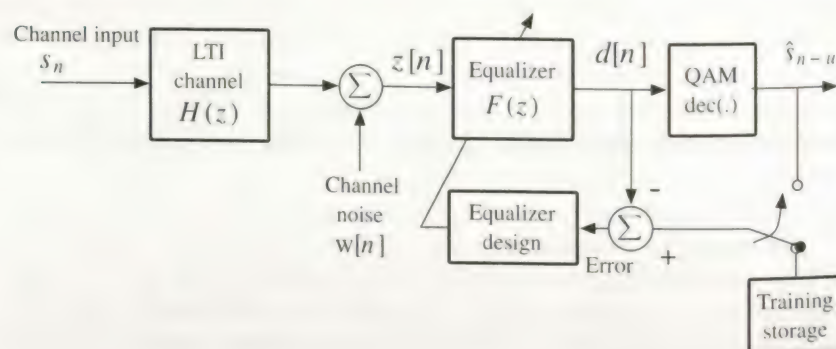 Channel input
s_n
LTI
channel
H(z)
Σ
z[n]
Equalizer
F(z)
d[n]
QAM
dec(.)
ŝ_{n-u}
Channel
noise
w[n]
Equalizer
design
Σ
-
+
Error
Training
storage